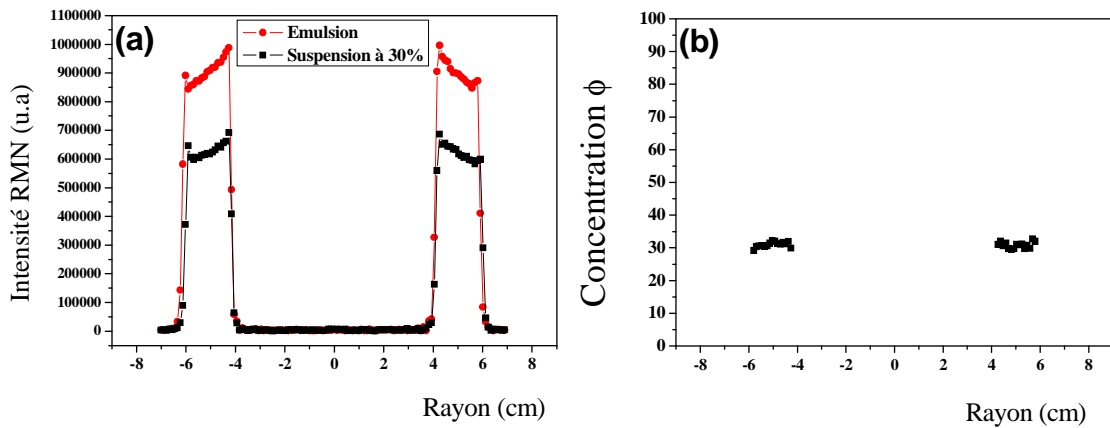 (a)
Emulsion
Suspension à 30%
Intensité RMN (u.a)
1100000
1000000
900000
800000
700000
600000
500000
400000
300000
200000
100000
0
-8 -6 -4 -2 0 2 4 6 8
Rayon (cm)
(b)
Concentration ϕ
100
90
80
70
60
50
40
30
20
10
0
-8 -6 -4 -2 0 2 4 6 8
Rayon (cm)